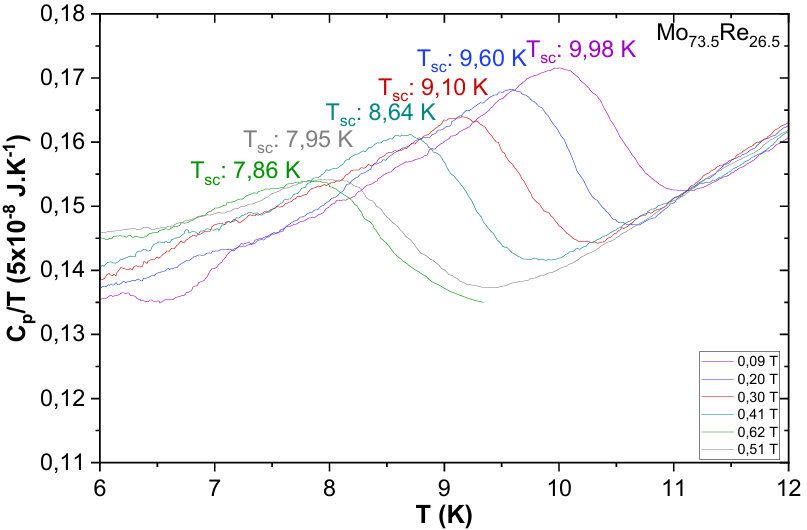 0,18
0,17
0,16
0,15
0,14
0,13
0,12
0,11
Cp/T (5x10-8 J.K-1)
Mo73.5Re26.5
Tsc: 9,98 K
Tsc: 9,60 K
Tsc: 9,10 K
Tsc: 8,64 K
Tsc: 7,95 K
Tsc: 7,86 K
0,09 T
0,20 T
0,30 T
0,41 T
0,62 T
0,51 T
6 7 8 9 10 11 12
T (K)